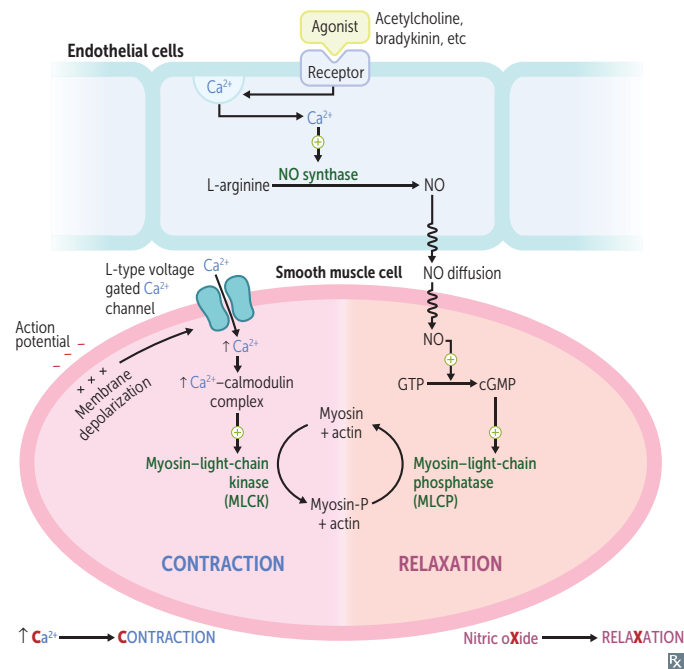 Agonist
Acetylcholine,
bradykinin, etc
Endothelial cells
Receptor
Ca²⁺
Ca²⁺
NO synthase
L-arginine
NO
L-type voltage
gated Ca²⁺
channel
Ca²⁺
Smooth muscle cell
NO diffusion
Action
potential
– – –
+ + +
Membrane
depolarization
↑ Ca²⁺
NO
↑ Ca²⁺–calmodulin
complex
GTP
cGMP
Myosin
+ actin
Myosin–light-chain
kinase
(MLCK)
Myosin–light-chain
phosphatase
(MLCP)
Myosin-P
+ actin
CONTRACTION
RELAXATION
↑ Ca²⁺ → CONTRACTION
Nitric oXide → RELAXATION
Rx